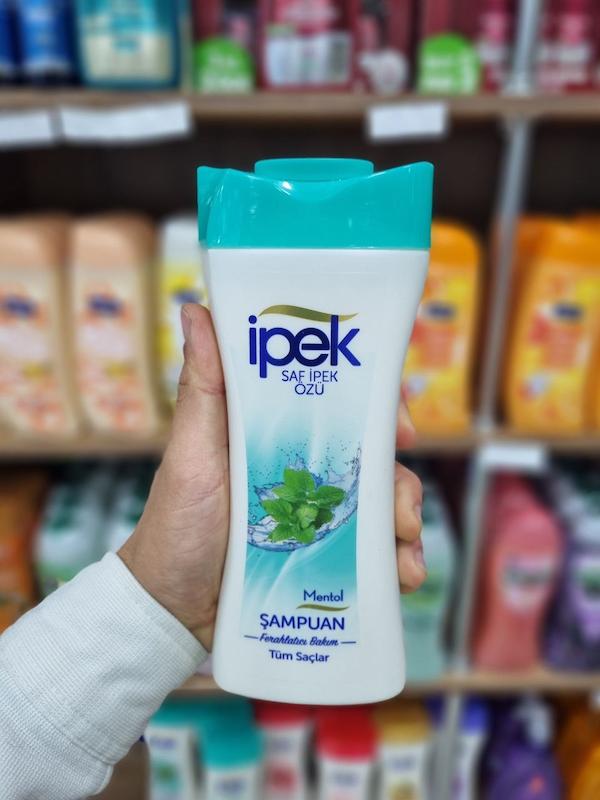 ipek
SAF İPEK
ÖZÜ
Mentol
ŞAMPUAN
Ferahlatıcı Bakım
Tüm Saçlar